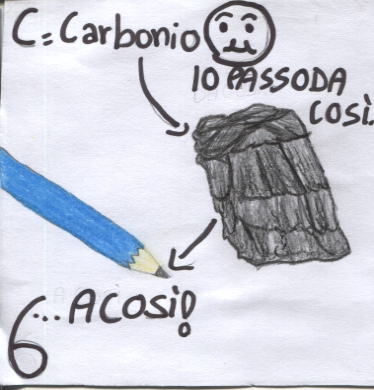 C = Carbonio
IO PASSO DA
COSÌ...
...A COSÌ!
6